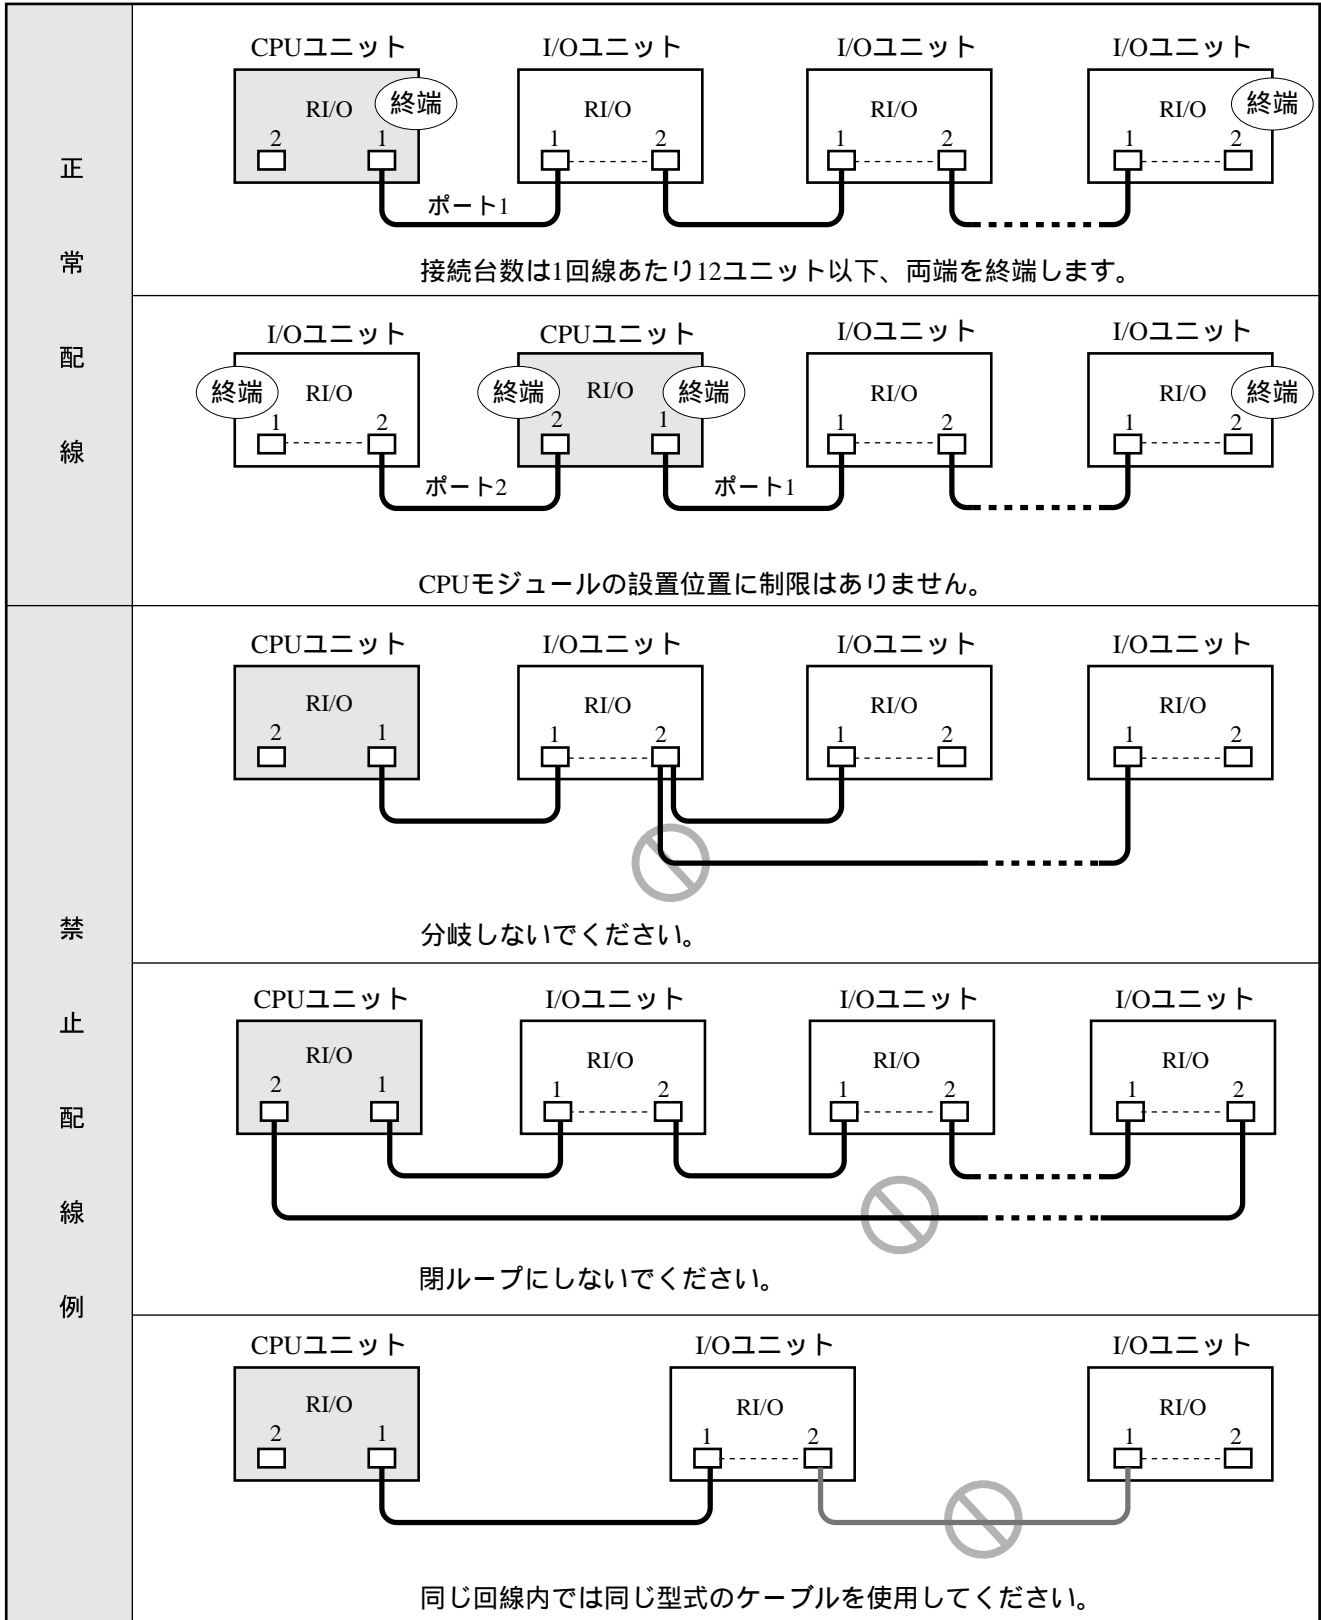 正常配線
CPUユニット I/Oユニット I/Oユニット I/Oユニット
RI/O 終端 RI/O RI/O RI/O 終端
2 1 1 2 1 2 1 2
ポート1
接続台数は1回線あたり12ユニット以下、両端を終端します。
I/Oユニット CPUユニット I/Oユニット I/Oユニット
終端 RI/O 終端 RI/O 終端 RI/O RI/O 終端
1 2 2 1 1 2 1 2
ポート2 ポート1
CPUモジュールの設置位置に制限はありません。
禁止配線例
CPUユニット I/Oユニット I/Oユニット I/Oユニット
RI/O RI/O RI/O RI/O
2 1 1 2 1 2 1 2
分岐しないでください。
CPUユニット I/Oユニット I/Oユニット I/Oユニット
RI/O RI/O RI/O RI/O
2 1 1 2 1 2 1 2
閉ループにしないでください。
CPUユニット I/Oユニット I/Oユニット
RI/O RI/O RI/O
2 1 1 2 1 2
同じ回線内では同じ型式のケーブルを使用してください。